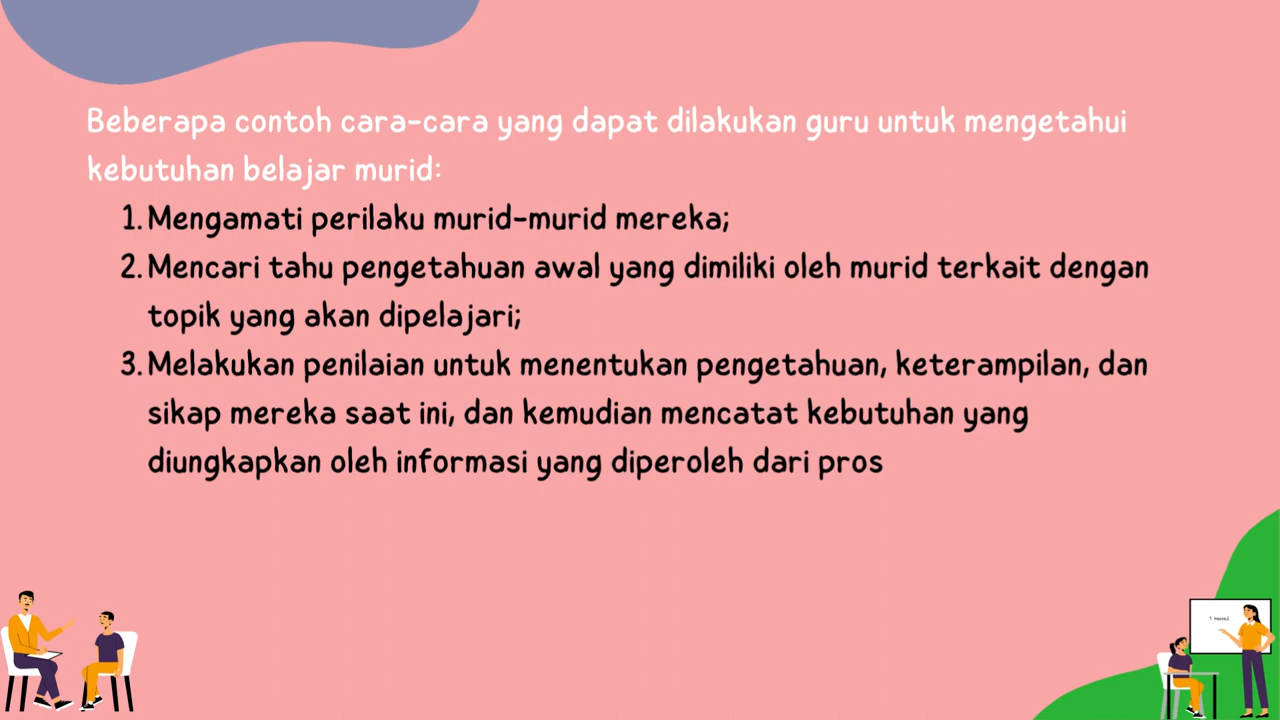 Beberapa contoh cara-cara yang dapat dilakukan guru untuk mengetahui
kebutuhan belajar murid:
1. Mengamati perilaku murid-murid mereka;
2. Mencari tahu pengetahuan awal yang dimiliki oleh murid terkait dengan
topik yang akan dipelajari;
3. Melakukan penilaian untuk menentukan pengetahuan, keterampilan, dan
sikap mereka saat ini, dan kemudian mencatat kebutuhan yang
diungkapkan oleh informasi yang diperoleh dari pros